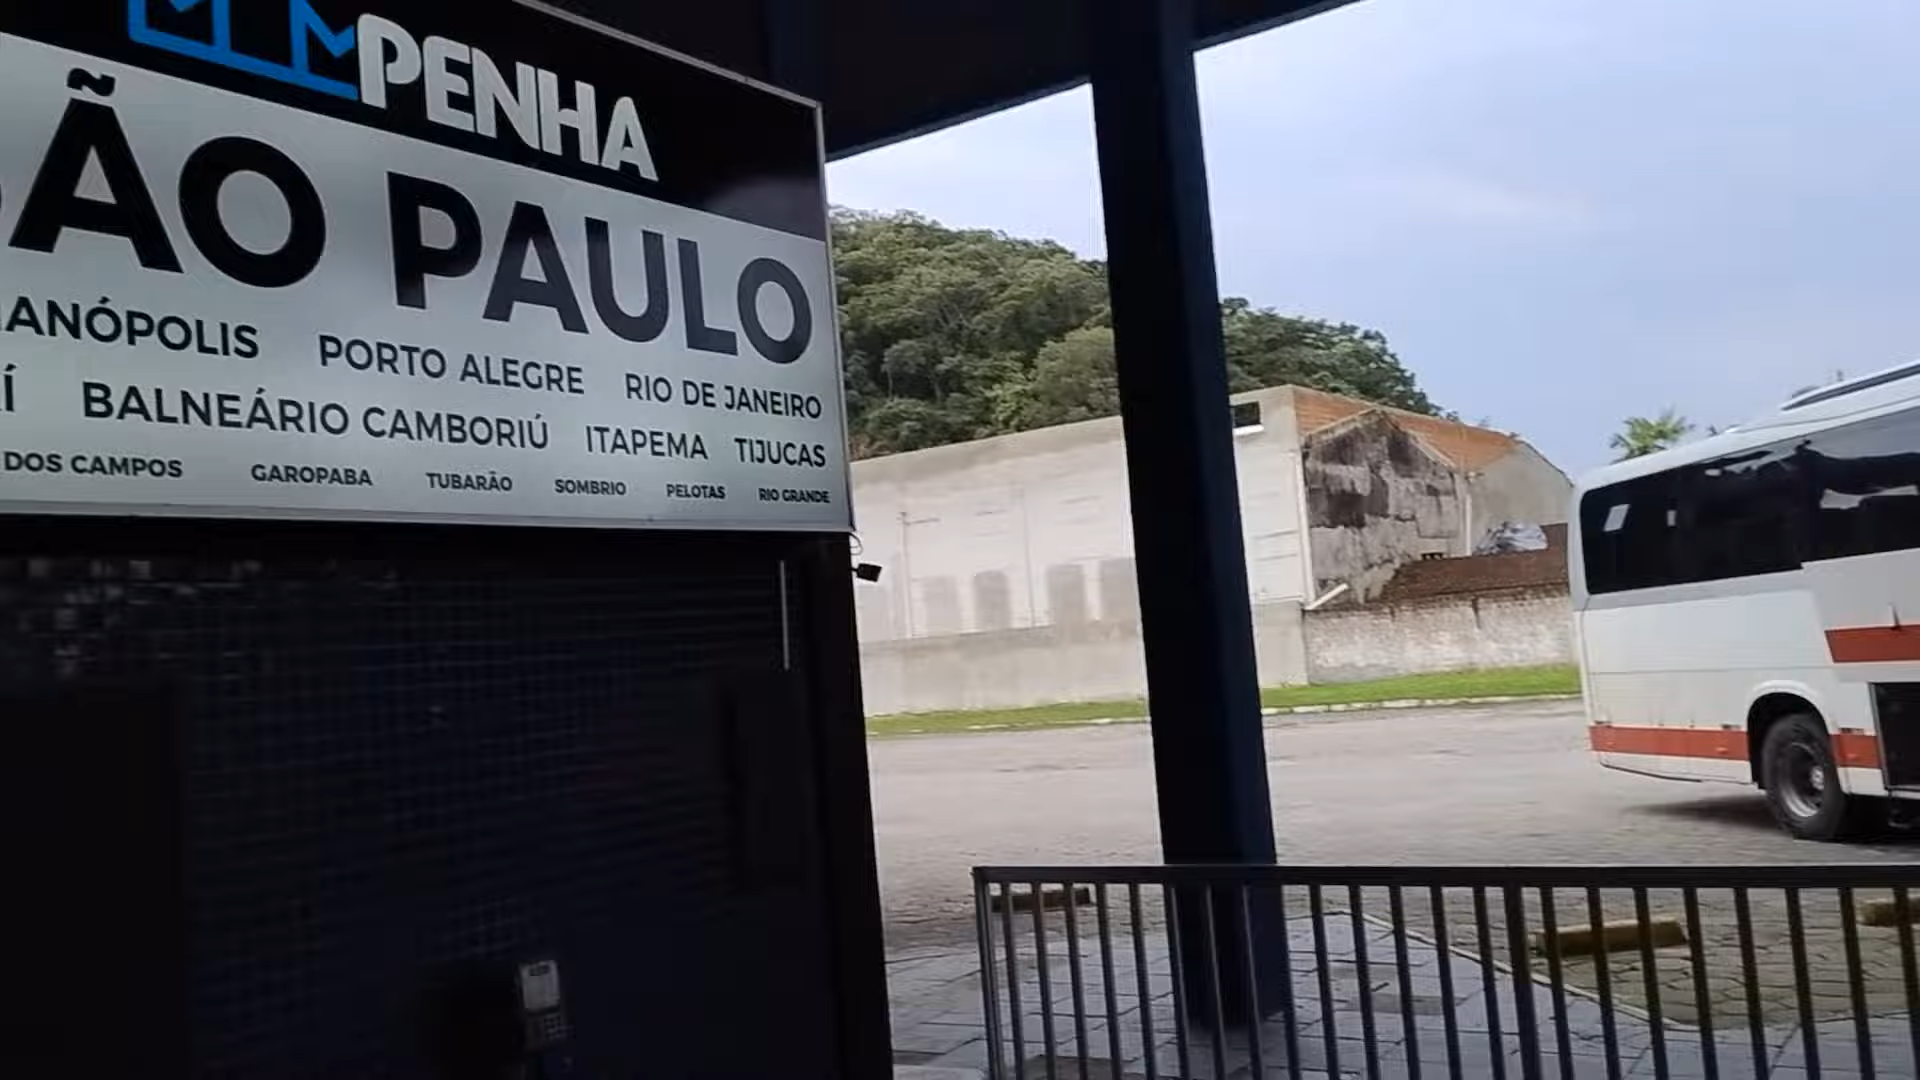 PENHA
ÃO PAULO
IANÓPOLIS PORTO ALEGRE RIO DE JANEIRO
Í BALNEÁRIO CAMBORIÚ ITAPEMA TIJUCAS
DOS CAMPOS GAROPABA TUBARÃO SOMBRIO PELOTAS RIO GRANDE